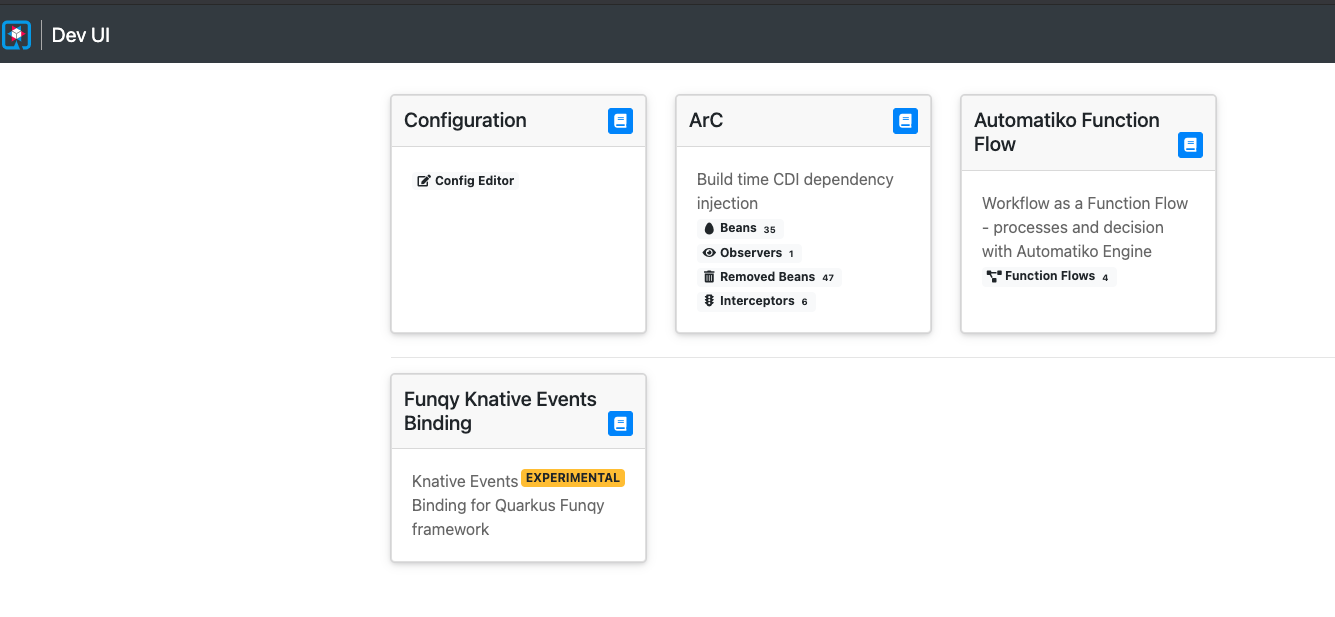 Dev UI
Configuration
Config Editor
ArC
Build time CDI dependency
injection
Beans 35
Observers 1
Removed Beans 47
Interceptors 6
Automatiko Function
Flow
Workflow as a Function Flow
- processes and decision
with Automatiko Engine
Function Flows 4
Funqy Knative Events
Binding
Knative Events EXPERIMENTAL
Binding for Quarkus Funqy
framework